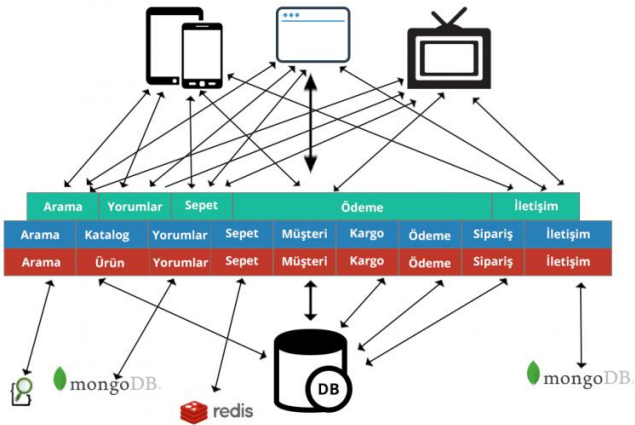 Arama Yorumlar Sepet Ödeme İletişim
Arama Katalog Yorumlar Sepet Müşteri Kargo Ödeme Sipariş İletişim
Arama Ürün Yorumlar Sepet Müşteri Kargo Ödeme Sipariş İletişim
mongoDB
redis
DB
mongoDB